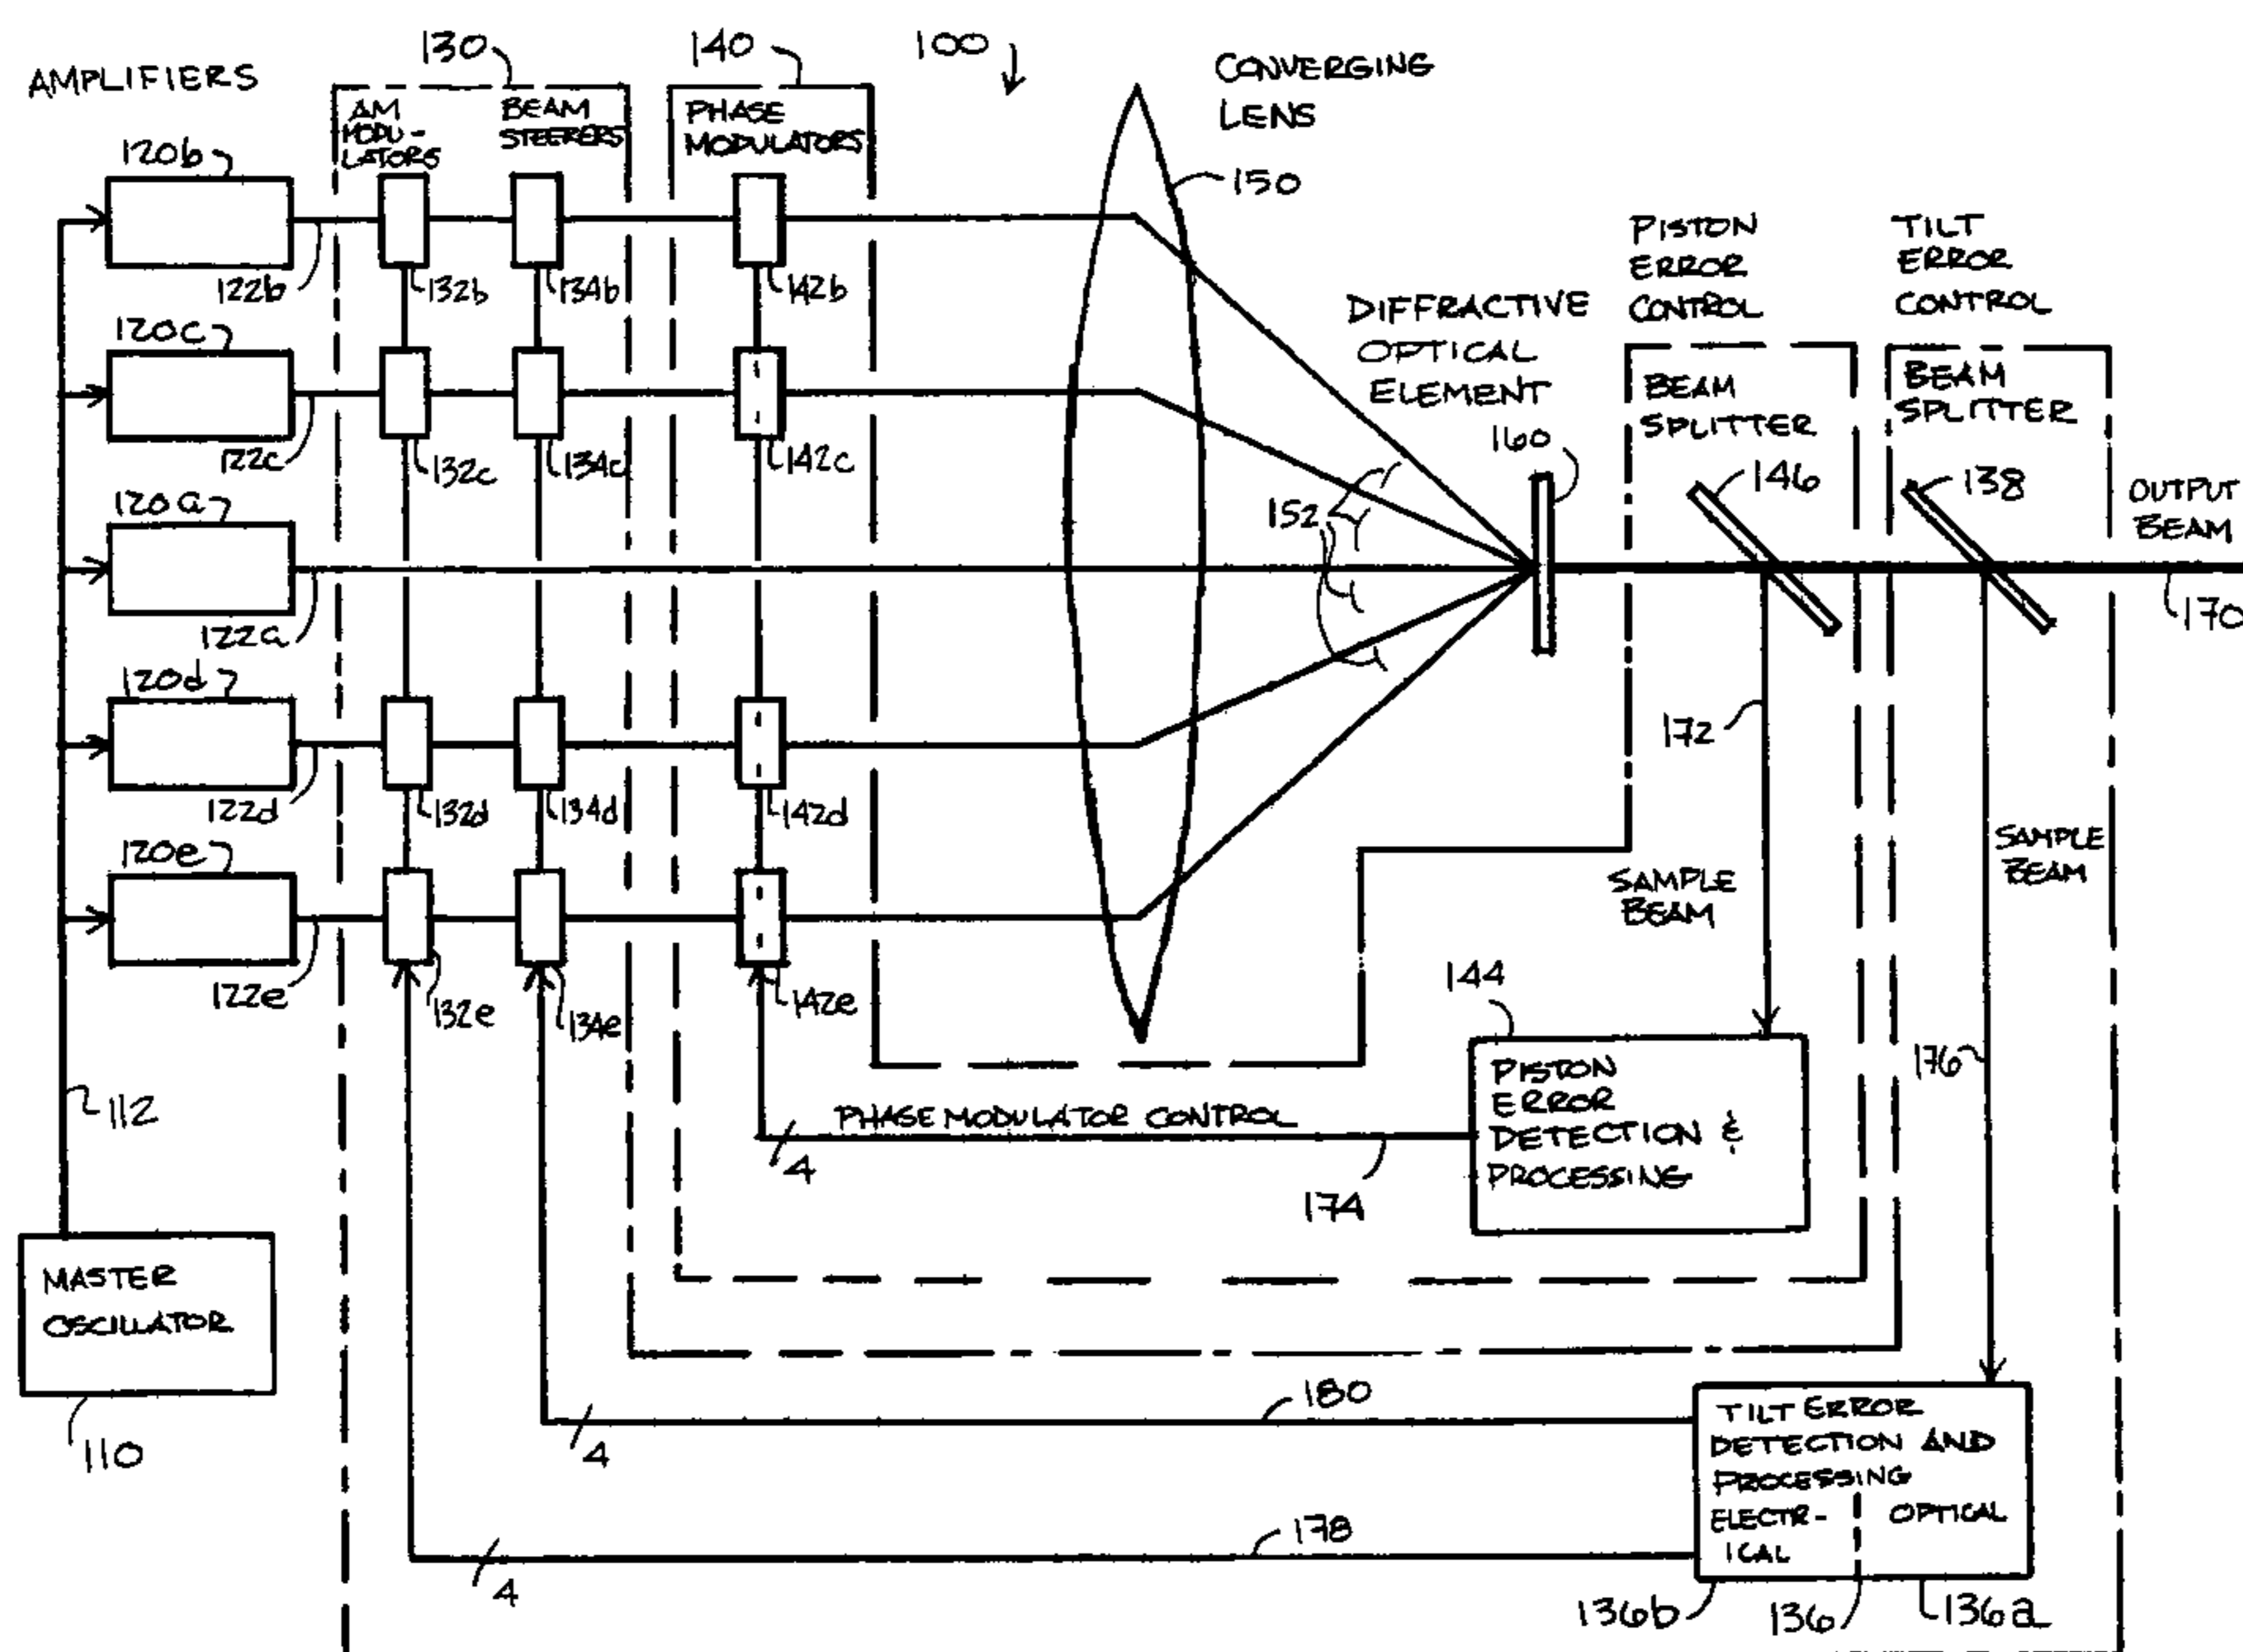 AMPLIFIERS
130
140
100
CONVERGING
LENS
AM
MODU-
LATORS
BEAM
STEERERS
PHASE
MODULATORS
120b
122b
132b
134b
142b
150
PISTON
ERROR
CONTROL
TILT
ERROR
CONTROL
DIFFRACTIVE
OPTICAL
ELEMENT
160
BEAM
SPLITTER
BEAM
SPLITTER
120c
122c
132c
134c
142c
146
138
OUTPUT
BEAM
152
120a
122a
170
120d
122d
132d
134d
142d
172
SAMPLE
BEAM
SAMPLE
BEAM
120e
122e
132e
134e
142e
144
176
112
PHASE MODULATOR CONTROL
4
174
PISTON
ERROR
DETECTION &
PROCESSING
MASTER
OSCILLATOR
110
180
4
178
4
TILT ERROR
DETECTION AND
PROCESSING
ELECTR-
ICAL
OPTICAL
136b
136
136a